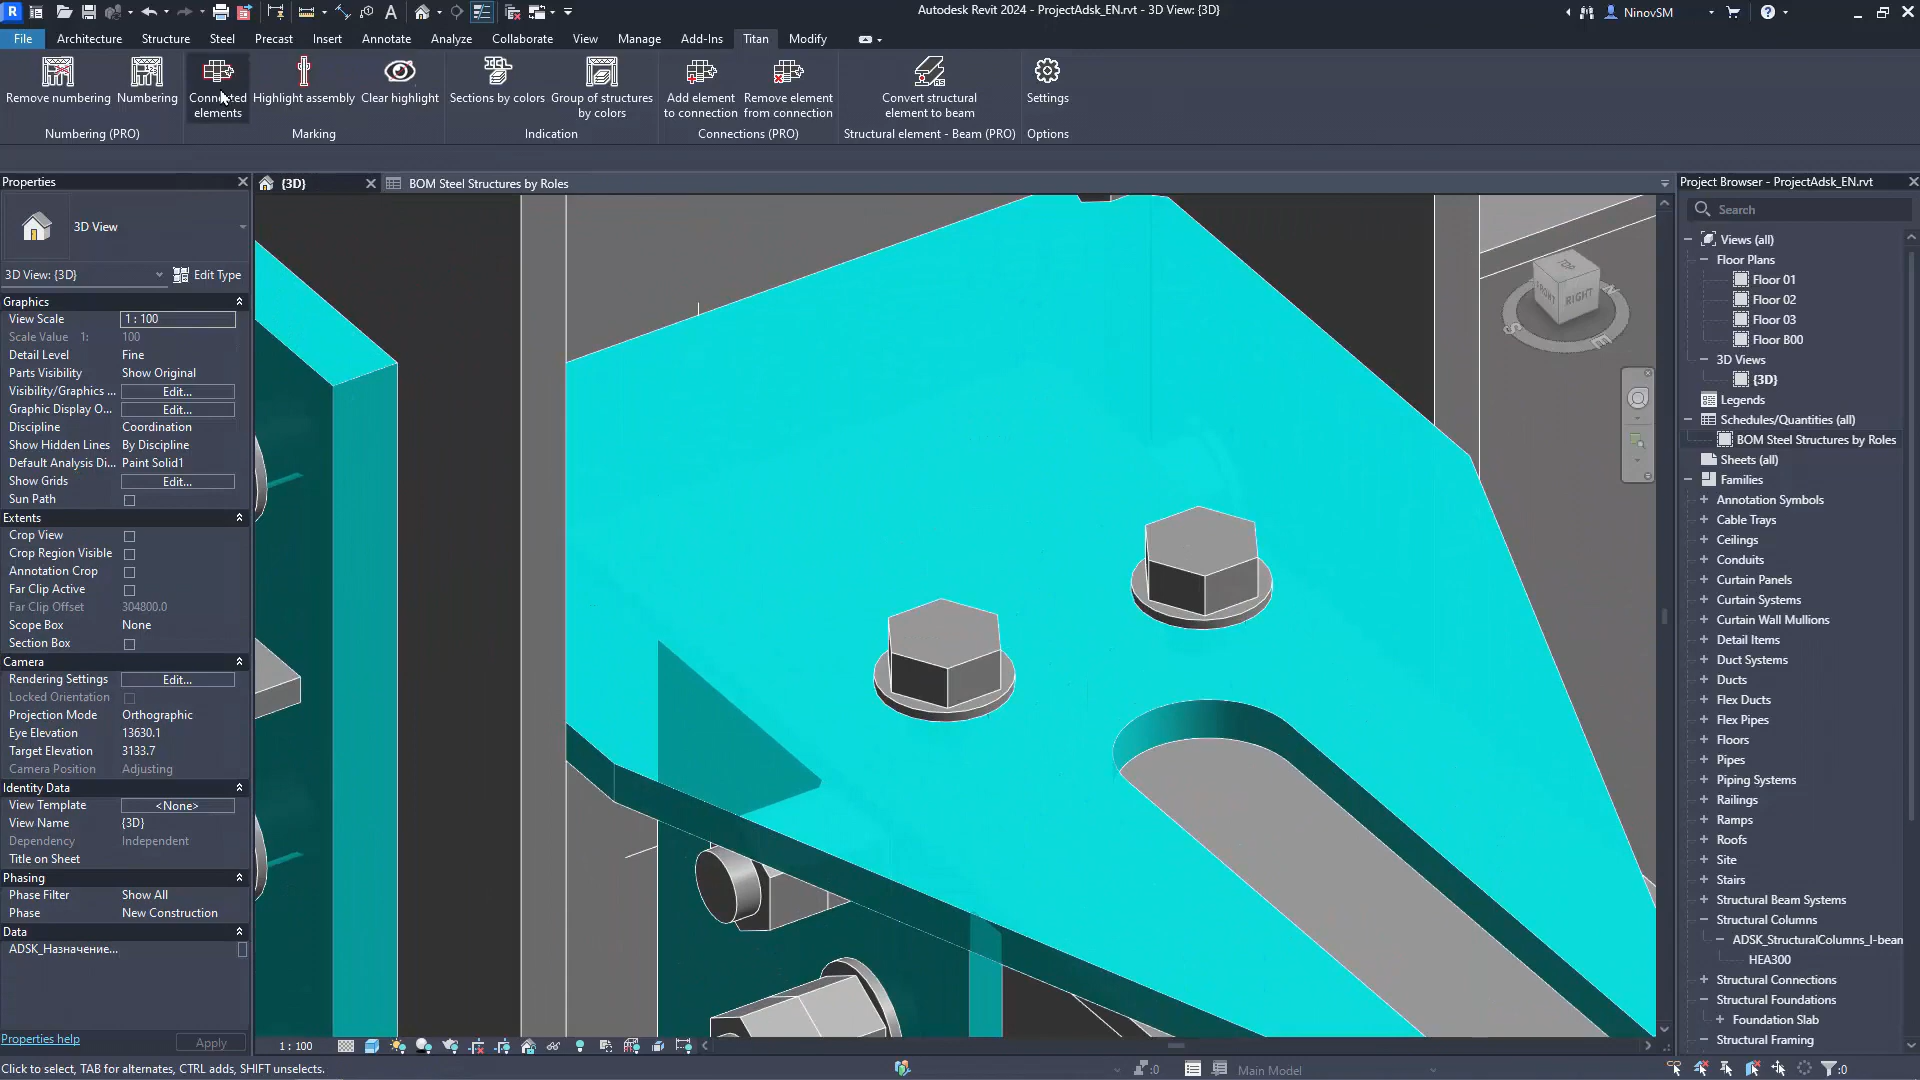 Autodesk Revit 2024 - ProjectAdsk_EN.rvt - 3D View: {3D}
NinovSM
File
Architecture
Structure
Steel
Precast
Insert
Annotate
Analyze
Collaborate
View
Manage
Add-Ins
Titan
Modify
Remove numbering
Numbering
Connected
elements
Highlight assembly
Clear highlight
Sections by colors
Group of structures
by colors
Add element
to connection
Remove element
from connection
Convert structural
element to beam
Settings
Numbering (PRO)
Marking
Indication
Connections (PRO)
Structural element - Beam (PRO)
Options
Properties
{3D}
BOM Steel Structures by Roles
Project Browser - ProjectAdsk_EN.rvt
3D View
3D View: {3D}
Edit Type
Graphics
View Scale
1 : 100
Scale Value 1:
100
Detail Level
Fine
Parts Visibility
Show Original
Visibility/Graphics ...
Edit...
Graphic Display O...
Edit...
Discipline
Coordination
Show Hidden Lines
By Discipline
Default Analysis Di...
Paint Solid1
Show Grids
Edit...
Sun Path
Extents
Crop View
Crop Region Visible
Annotation Crop
Far Clip Active
Far Clip Offset
304800.0
Scope Box
None
Section Box
Camera
Rendering Settings
Edit...
Locked Orientation
Projection Mode
Orthographic
Eye Elevation
13630.1
Target Elevation
3133.7
Camera Position
Adjusting
Identity Data
View Template
<None>
View Name
{3D}
Dependency
Independent
Title on Sheet
Phasing
Phase Filter
Show All
Phase
New Construction
Data
ADSK_Назначение...
Properties help
Apply
TOP
FRONT
RIGHT
N
S
E
Search
Views (all)
Floor Plans
Floor 01
Floor 02
Floor 03
Floor B00
3D Views
{3D}
Legends
Schedules/Quantities (all)
BOM Steel Structures by Roles
Sheets (all)
Families
Annotation Symbols
Cable Trays
Ceilings
Conduits
Curtain Panels
Curtain Systems
Curtain Wall Mullions
Detail Items
Duct Systems
Ducts
Flex Ducts
Flex Pipes
Floors
Pipes
Piping Systems
Railings
Ramps
Roofs
Site
Stairs
Structural Beam Systems
Structural Columns
ADSK_StructuralColumns_I-bean
HEA300
Structural Connections
Structural Foundations
Foundation Slab
Structural Framing
1 : 100
Click to select, TAB for alternates, CTRL adds, SHIFT unselects.
:0
Main Model
:0